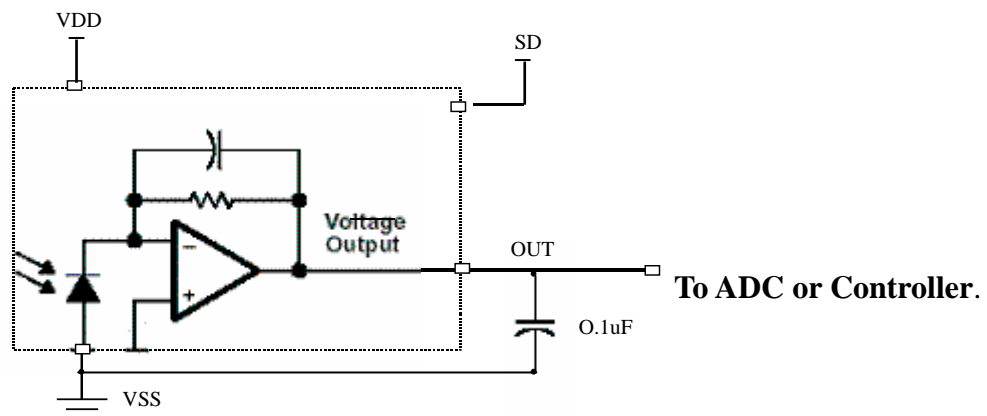 VDD
SD
Voltage
Output
−
+
OUT
To ADC or Controller.
O.1uF
VSS